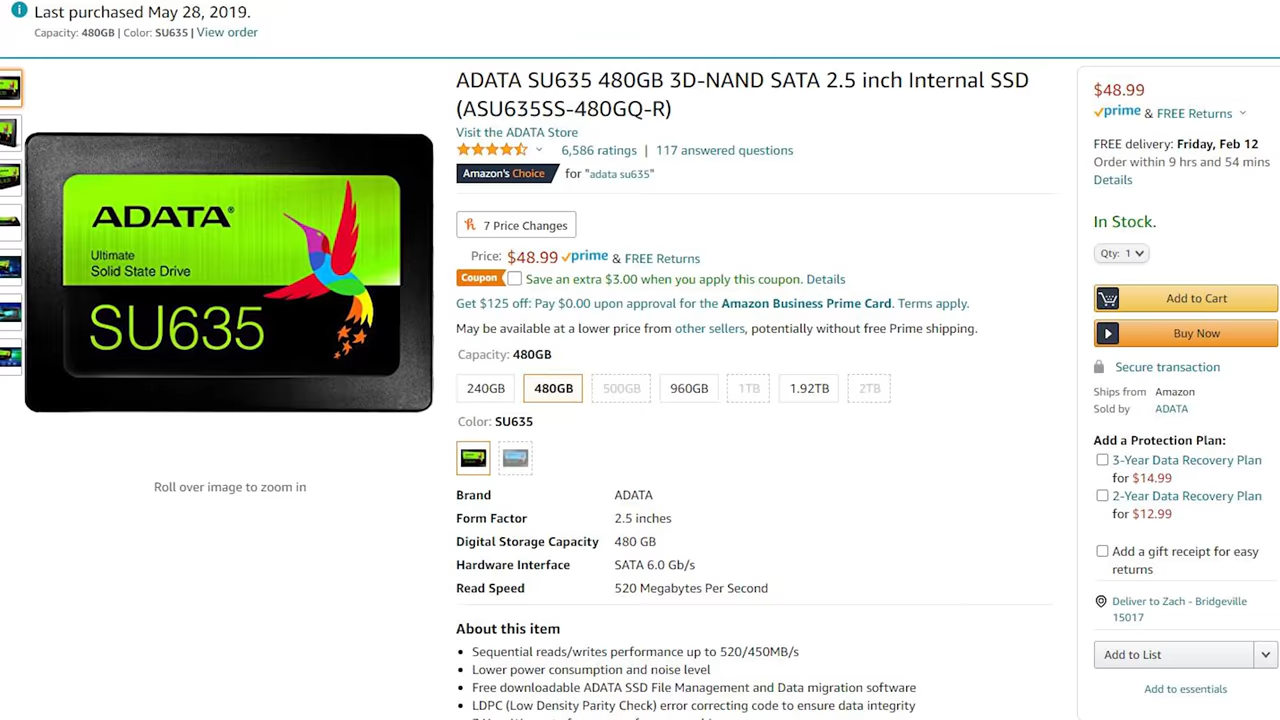 Last purchased May 28, 2019.
Capacity: 480GB | Color: SU635 | View order
ADATA®
Ultimate
Solid State Drive
SU635
Roll over image to zoom in
ADATA SU635 480GB 3D-NAND SATA 2.5 inch Internal SSD
(ASU635SS-480GQ-R)
Visit the ADATA Store
6,586 ratings | 117 answered questions
Amazon's Choice for "adata su635"
7 Price Changes
Price: $48.99 prime & FREE Returns
Coupon Save an extra $3.00 when you apply this coupon. Details
Get $125 off: Pay $0.00 upon approval for the Amazon Business Prime Card. Terms apply.
May be available at a lower price from other sellers, potentially without free Prime shipping.
Capacity: 480GB
240GB 480GB 500GB 960GB 1TB 1.92TB 2TB
Color: SU635
Brand ADATA
Form Factor 2.5 inches
Digital Storage Capacity 480 GB
Hardware Interface SATA 6.0 Gb/s
Read Speed 520 Megabytes Per Second
About this item
• Sequential reads/writes performance up to 520/450MB/s
• Lower power consumption and noise level
• Free downloadable ADATA SSD File Management and Data migration software
• LDPC (Low Density Parity Check) error correcting code to ensure data integrity
$48.99
prime & FREE Returns
FREE delivery: Friday, Feb 12
Order within 9 hrs and 54 mins
Details
In Stock.
Qty: 1
Add to Cart
Buy Now
Secure transaction
Ships from Amazon
Sold by ADATA
Add a Protection Plan:
3-Year Data Recovery Plan
for $14.99
2-Year Data Recovery Plan
for $12.99
Add a gift receipt for easy
returns
Deliver to Zach - Bridgeville
15017
Add to List
Add to essentials